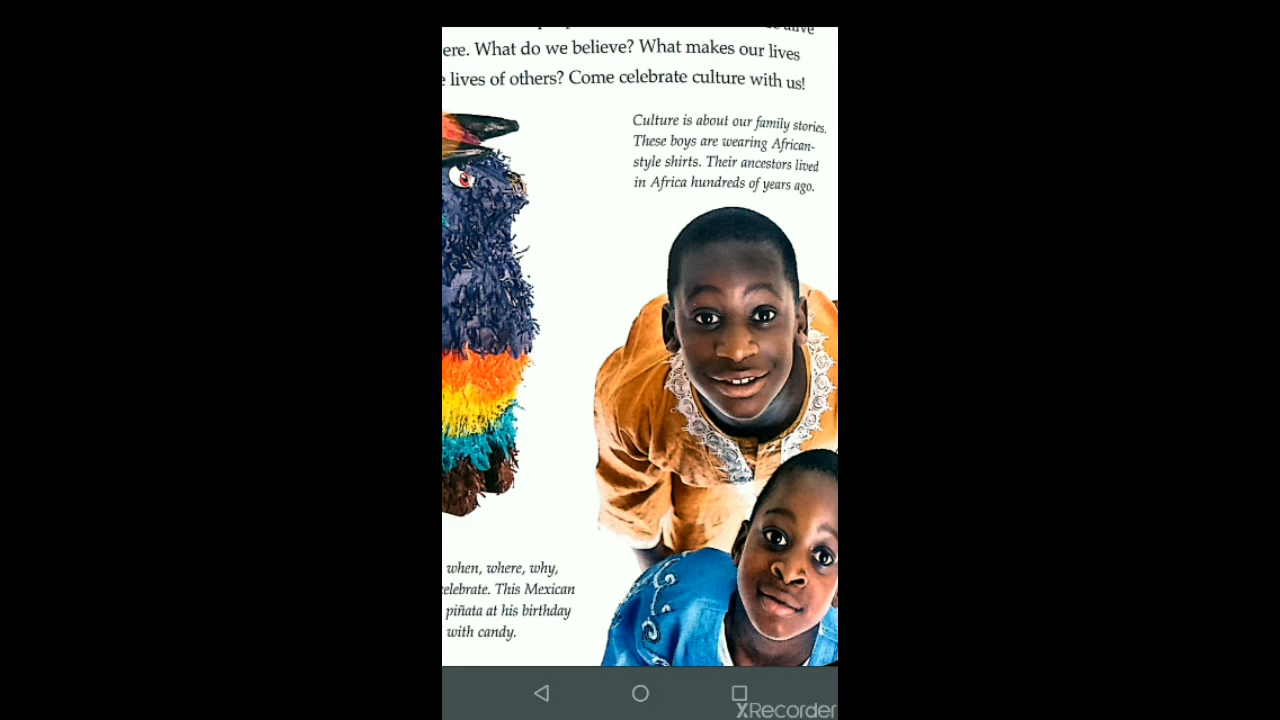 alive
ere. What do we believe? What makes our lives
lives of others? Come celebrate culture with us!
Culture is about our family stories.
These boys are wearing African-
style shirts. Their ancestors lived
in Africa hundreds of years ago.
when, where, why,
elebrate. This Mexican
piñata at his birthday
with candy.
XRecorder